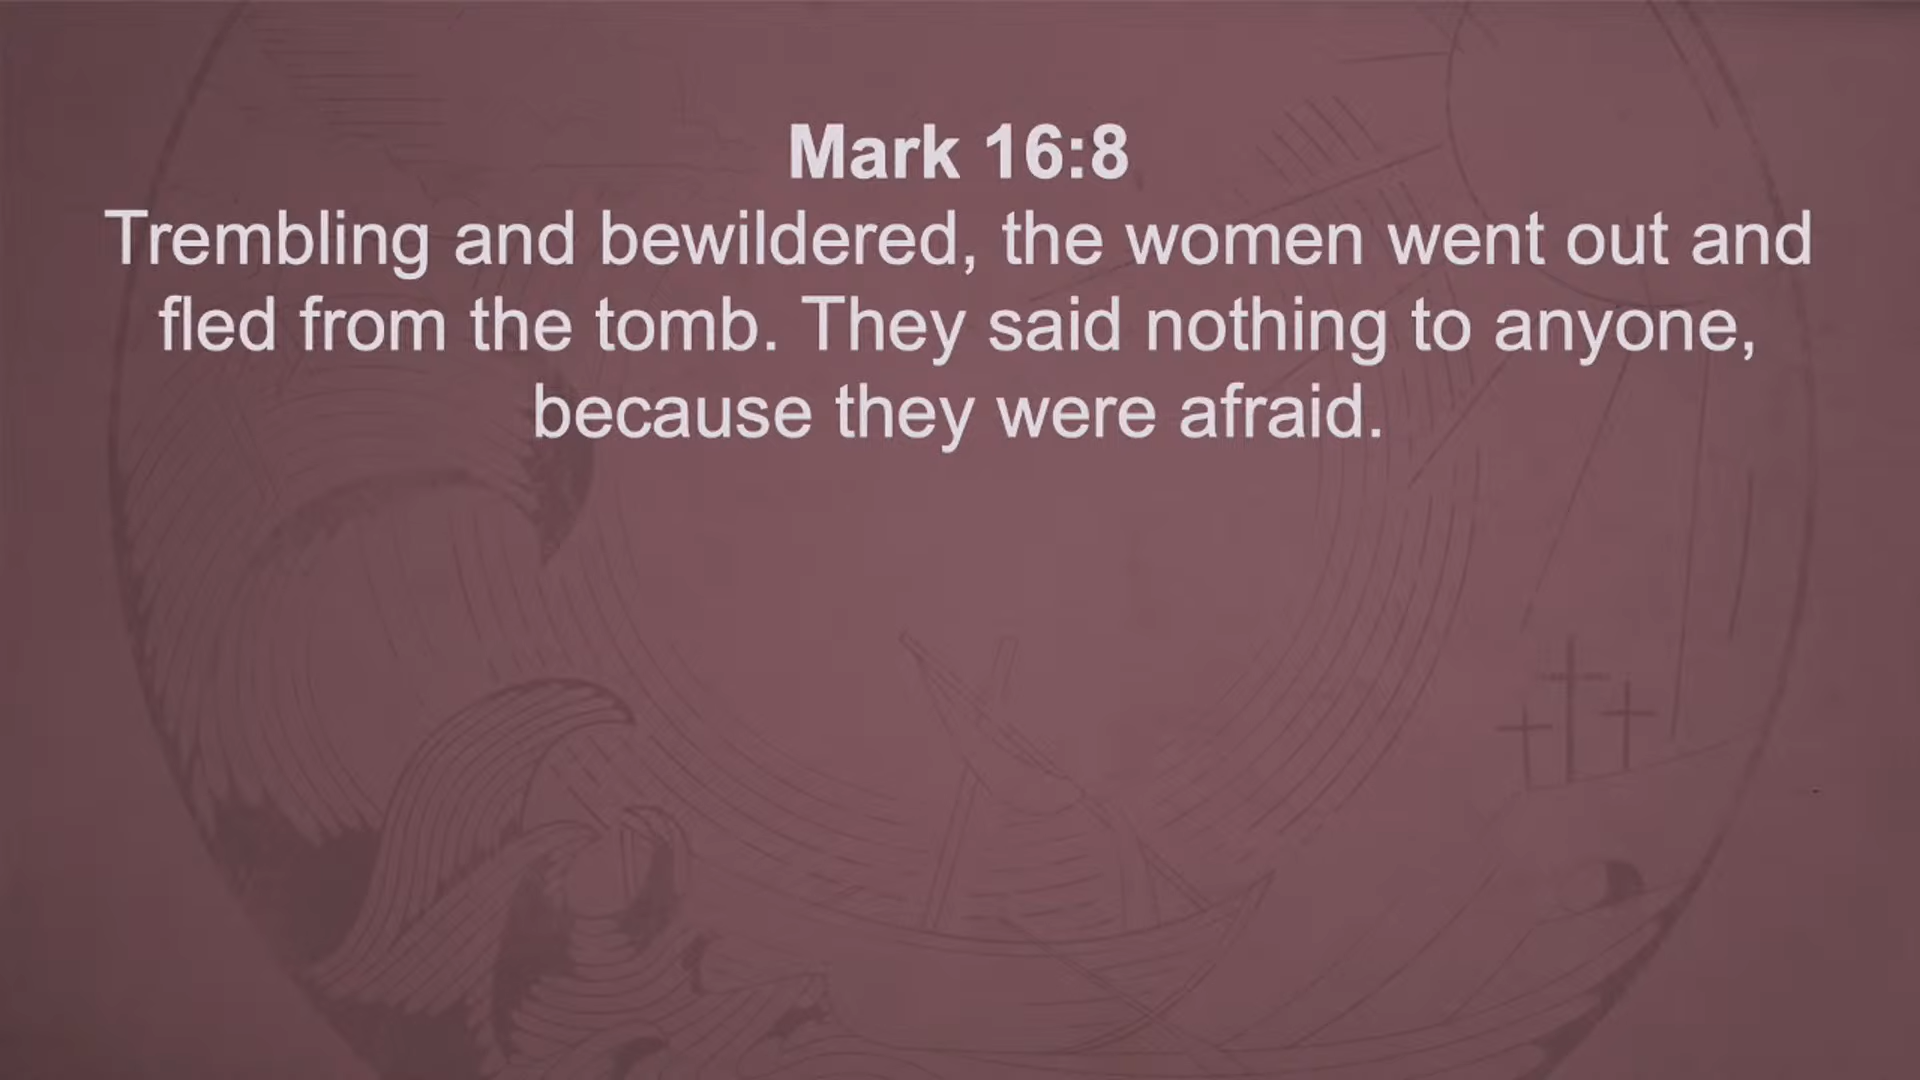 Mark 16:8
Trembling and bewildered, the women went out and
fled from the tomb. They said nothing to anyone,
because they were afraid.